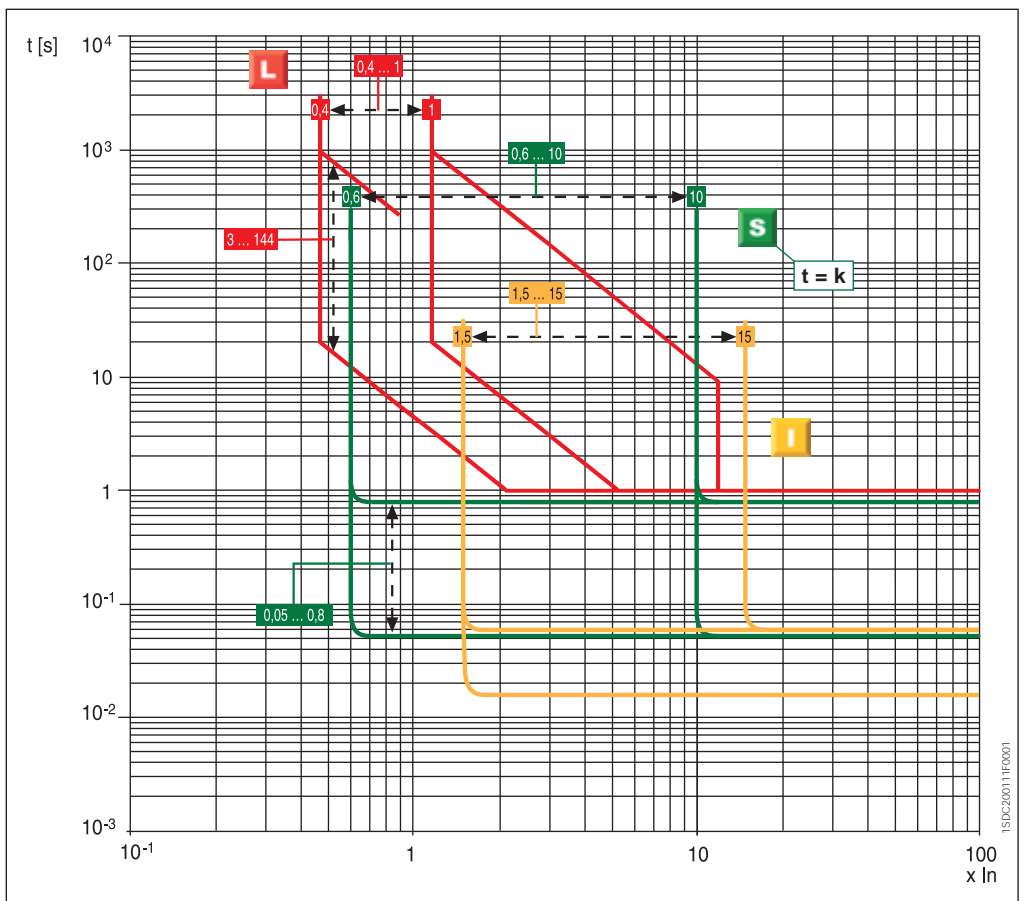 t [s]
10⁴
L
0,4 ... 1
0,4
1
10³
0,6 ... 10
0,6
10
S
3 ... 144
t = k
10²
1,5 ... 15
1,5
15
10
I
1
10⁻¹
0,05 ... 0,8
10⁻²
10⁻³
10⁻¹
1
10
100
x In
1SDC200111F0001